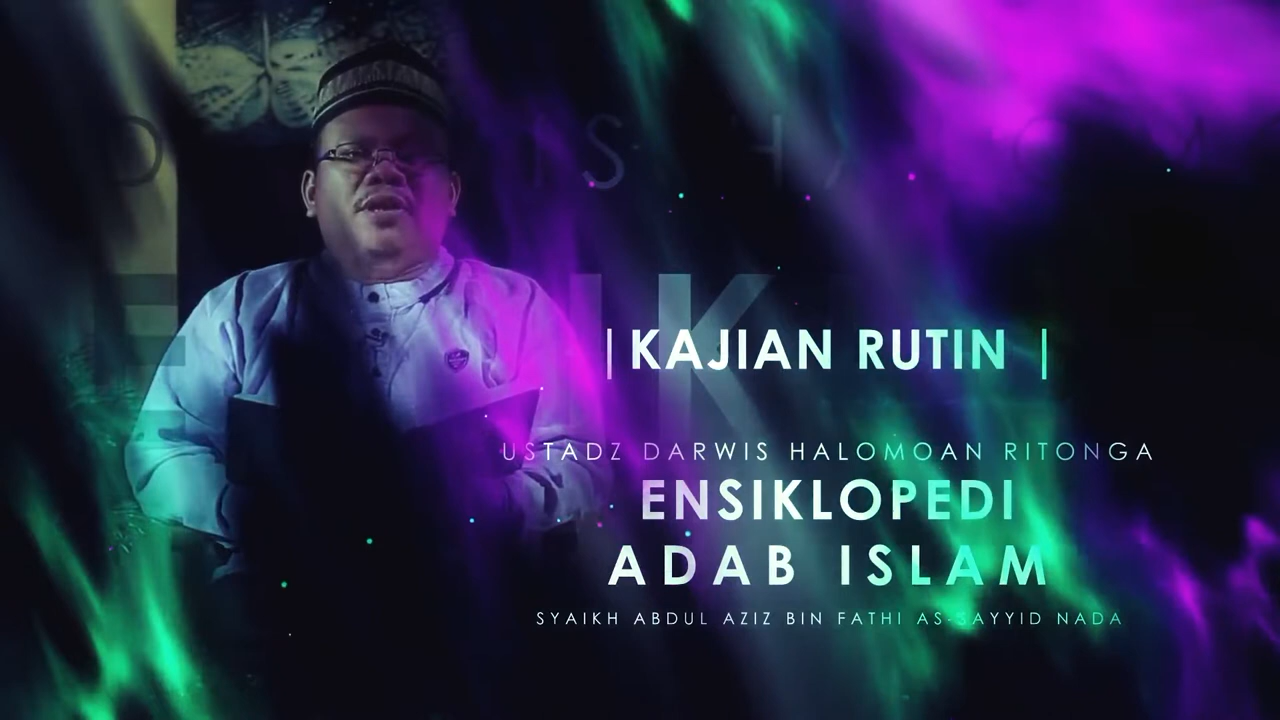 | KAJIAN RUTIN |
USTADZ DARWIS HALOMOAN RITONGA
ENSIKLOPEDI
ADAB ISLAM
SYAIKH ABDUL AZIZ BIN FATHI AS-SAYYID NADA